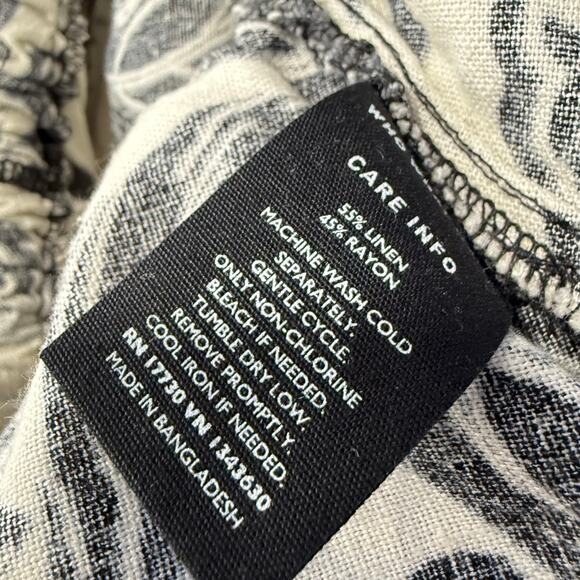 CARE INFO
55% LINEN
45% RAYON
MACHINE WASH COLD
SEPARATELY.
GENTLE CYCLE.
ONLY NON-CHLORINE
BLEACH IF NEEDED.
TUMBLE DRY LOW.
REMOVE PROMPTLY.
COOL IRON IF NEEDED.
RN 17730 VN 1343630
MADE IN BANGLADESH